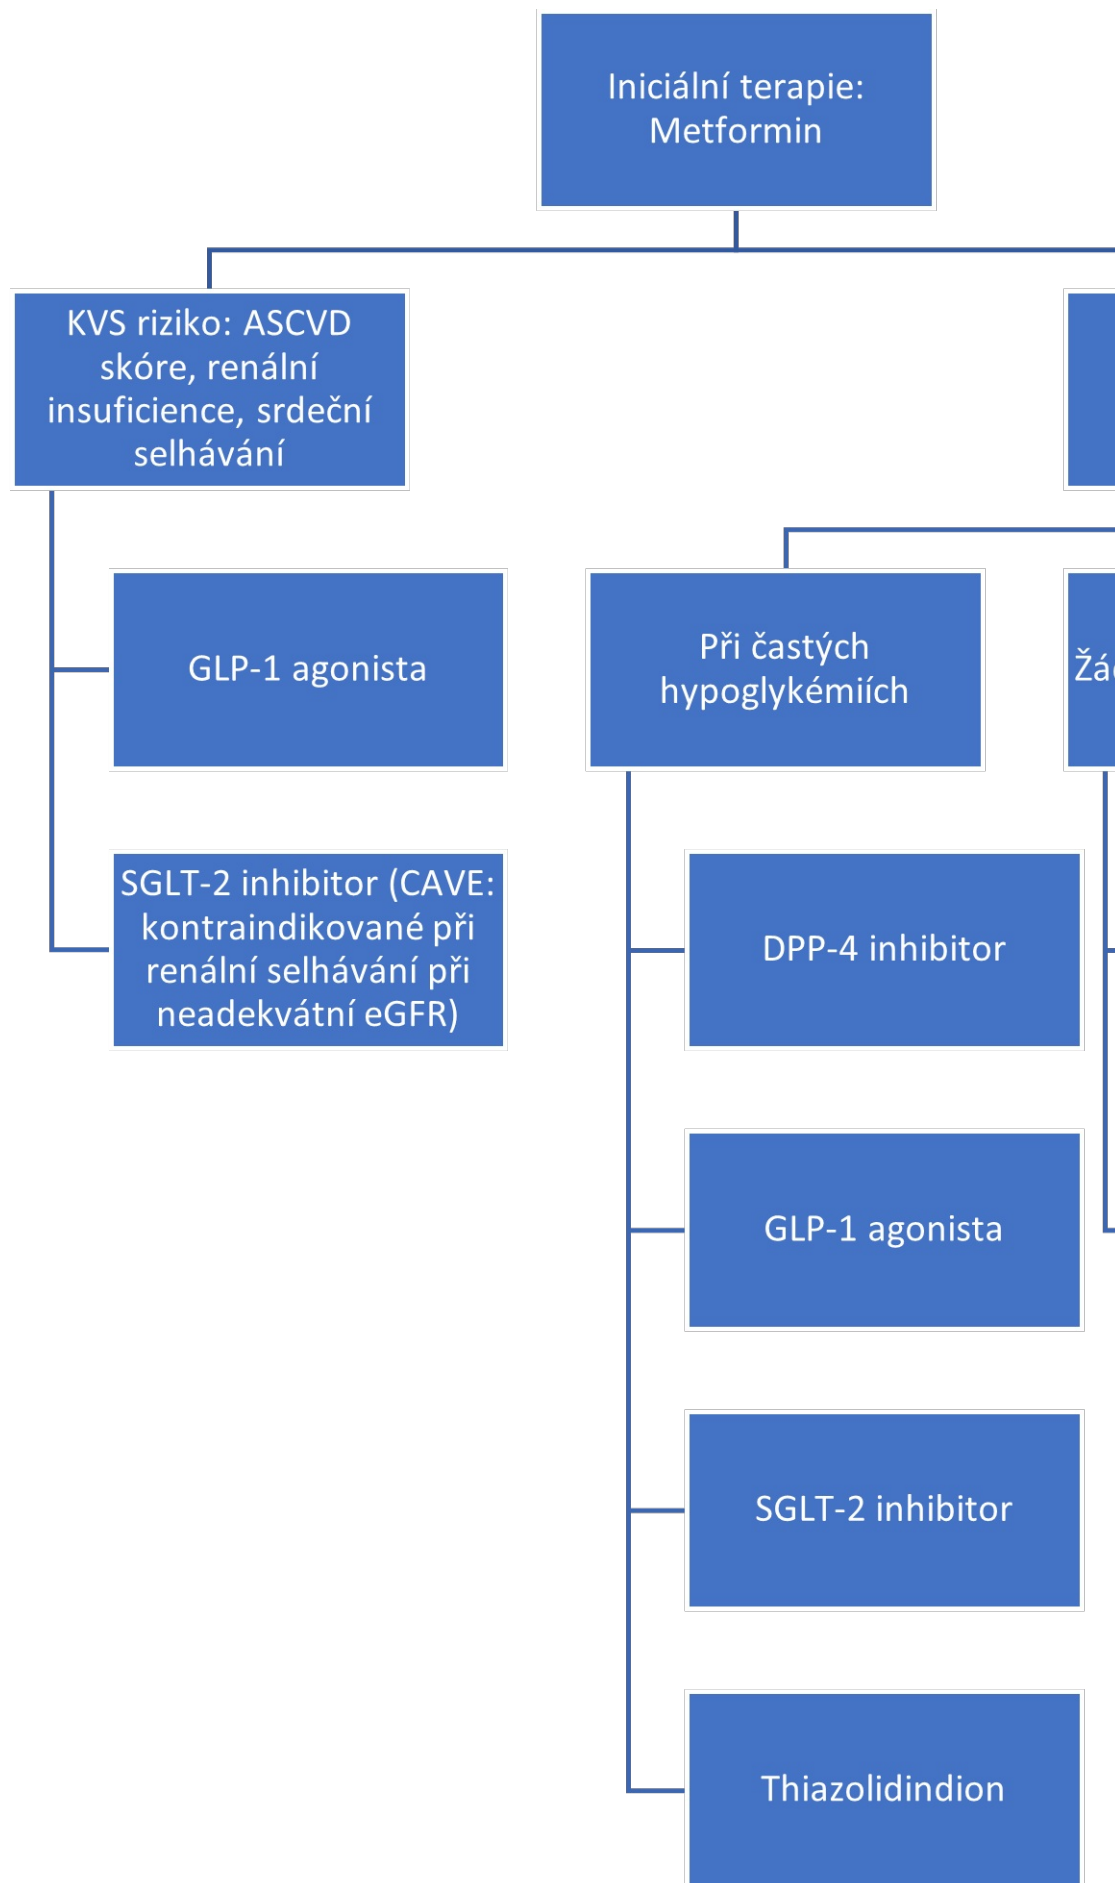 Iniciální terapie:
Metformin
KVS riziko: ASCVD
skóre, renální
insuficience, srdeční
selhávání
GLP-1 agonista
SGLT-2 inhibitor (CAVE:
kontraindikované při
renální selhávání při
neadekvátní eGFR)
Při častých
hypoglykémiích
DPP-4 inhibitor
GLP-1 agonista
SGLT-2 inhibitor
Thiazolidindion